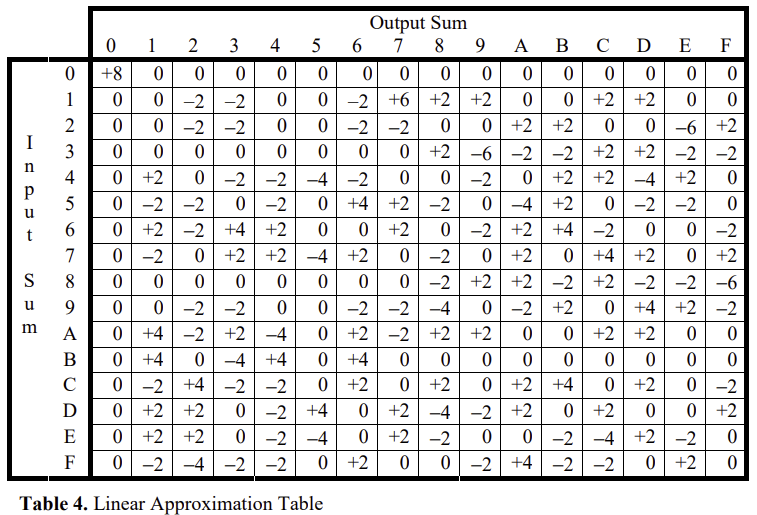 Output Sum
0 1 2 3 4 5 6 7 8 9 A B C D E F
0 +8 0 0 0 0 0 0 0 0 0 0 0 0 0 0 0
1 0 0 –2 –2 0 0 –2 +6 +2 +2 0 0 +2 +2 0 0
2 0 0 –2 –2 0 0 –2 –2 0 0 +2 +2 0 0 –6 +2
3 0 0 0 0 0 0 0 0 +2 –6 –2 –2 +2 +2 –2 –2
4 0 +2 0 –2 –2 –4 –2 0 0 –2 0 +2 +2 –4 +2 0
5 0 –2 –2 0 –2 0 +4 +2 –2 0 –4 +2 0 –2 –2 0
6 0 +2 –2 +4 +2 0 0 +2 0 –2 +2 +4 –2 0 0 –2
7 0 –2 0 +2 +2 –4 +2 0 –2 0 +2 0 +4 +2 0 +2
8 0 0 0 0 0 0 0 0 –2 +2 +2 –2 +2 –2 –2 –6
9 0 0 –2 –2 0 0 –2 –2 –4 0 –2 +2 0 +4 +2 –2
A 0 +4 –2 +2 –4 0 +2 –2 +2 +2 0 0 +2 +2 0 0
B 0 +4 0 –4 +4 0 +4 0 0 0 0 0 0 0 0 0
C 0 –2 +4 –2 –2 0 +2 0 +2 0 +2 +4 0 +2 0 –2
D 0 +2 +2 0 –2 +4 0 +2 –4 –2 +2 0 +2 0 0 +2
E 0 +2 +2 0 –2 –4 0 +2 –2 0 0 –2 –4 +2 –2 0
F 0 –2 –4 –2 –2 0 +2 0 0 –2 +4 –2 –2 0 +2 0
Input Sum
Table 4. Linear Approximation Table